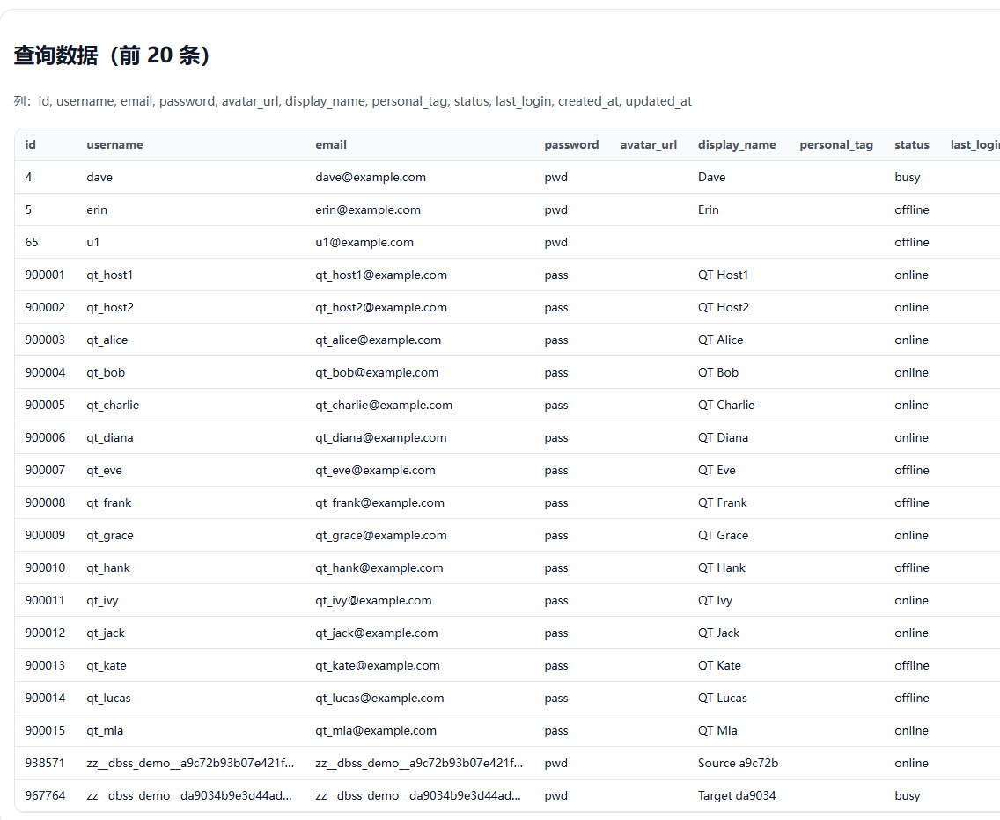 查询数据（前 20 条）
列：id, username, email, password, avatar_url, display_name, personal_tag, status, last_login, created_at, updated_at
id username email password avatar_url display_name personal_tag status last_login
4 dave dave@example.com pwd Dave busy
5 erin erin@example.com pwd Erin offline
65 u1 u1@example.com pwd offline
900001 qt_host1 qt_host1@example.com pass QT Host1 online
900002 qt_host2 qt_host2@example.com pass QT Host2 online
900003 qt_alice qt_alice@example.com pass QT Alice online
900004 qt_bob qt_bob@example.com pass QT Bob online
900005 qt_charlie qt_charlie@example.com pass QT Charlie online
900006 qt_diana qt_diana@example.com pass QT Diana online
900007 qt_eve qt_eve@example.com pass QT Eve offline
900008 qt_frank qt_frank@example.com pass QT Frank offline
900009 qt_grace qt_grace@example.com pass QT Grace online
900010 qt_hank qt_hank@example.com pass QT Hank offline
900011 qt_ivy qt_ivy@example.com pass QT Ivy online
900012 qt_jack qt_jack@example.com pass QT Jack online
900013 qt_kate qt_kate@example.com pass QT Kate offline
900014 qt_lucas qt_lucas@example.com pass QT Lucas offline
900015 qt_mia qt_mia@example.com pass QT Mia online
938571 zz__dbss_demo__a9c72b93b07e421f... zz__dbss_demo__a9c72b93b07e421f... pwd Source a9c72b online
967764 zz__dbss_demo__da9034b9e3d44ad... zz__dbss_demo__da9034b9e3d44ad... pwd Target da9034 busy